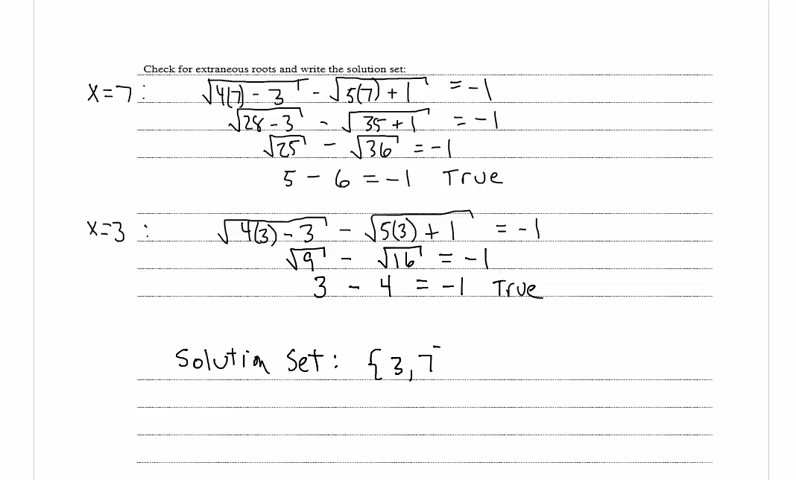 Check for extraneous roots and write the solution set:
x=7 : √4(7) - 3 - √5(7) + 1 = -1
√28 - 3 - √35 + 1 = -1
√25 - √36 = -1
5 - 6 = -1 True
x=3 : √4(3) - 3 - √5(3) + 1 = -1
√9 - √16 = -1
3 - 4 = -1 True
Solution Set: {3, 7